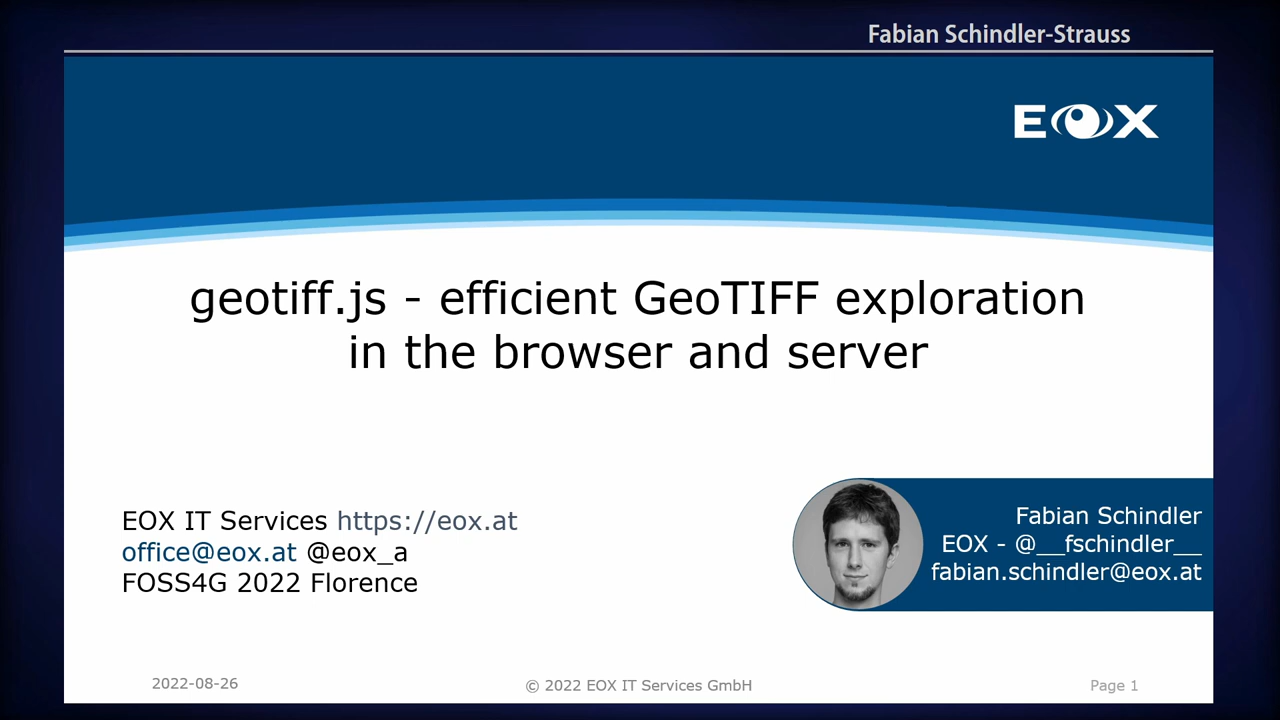 Fabian Schindler-Strauss
EOX
geotiff.js - efficient GeoTIFF exploration
in the browser and server
EOX IT Services https://eox.at
office@eox.at @eox_a
FOSS4G 2022 Florence
Fabian Schindler
EOX - @__fschindler__
fabian.schindler@eox.at
2022-08-26
© 2022 EOX IT Services GmbH
Page 1